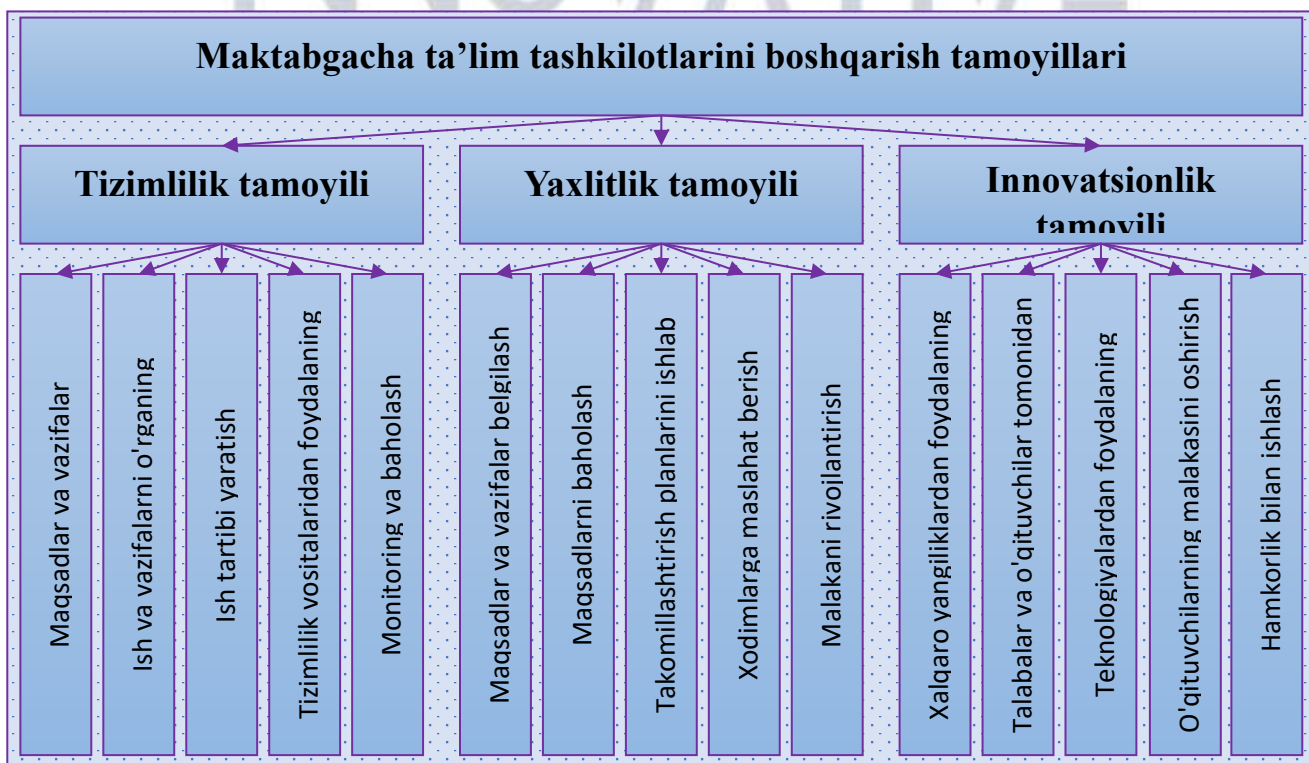 Maktabgacha ta’lim tashkilotlarini boshqarish tamoyillari
Tizimlilik tamoyili
Yaxlitlik tamoyili
Innovatsionlik
tamoyili
Maqsadlar va vazifalar
Ish va vazifalarni o'rganing
Ish tartibi yaratish
Tizimlilik vositalaridan foydalaning
Monitoring va baholash
Maqsadlar va vazifalar belgilash
Maqsadlarni baholash
Takomillashtirish planlarini ishlab
Xodimlarga maslahat berish
Malakani rivojlantirish
Xalqaro yangiliklardan foydalaning
Talabalar va o'qituvchilar tomonidan
Teknologiyalardan foydalaning
O'qituvchilarning malakasini oshirish
Hamkorlik bilan ishlash